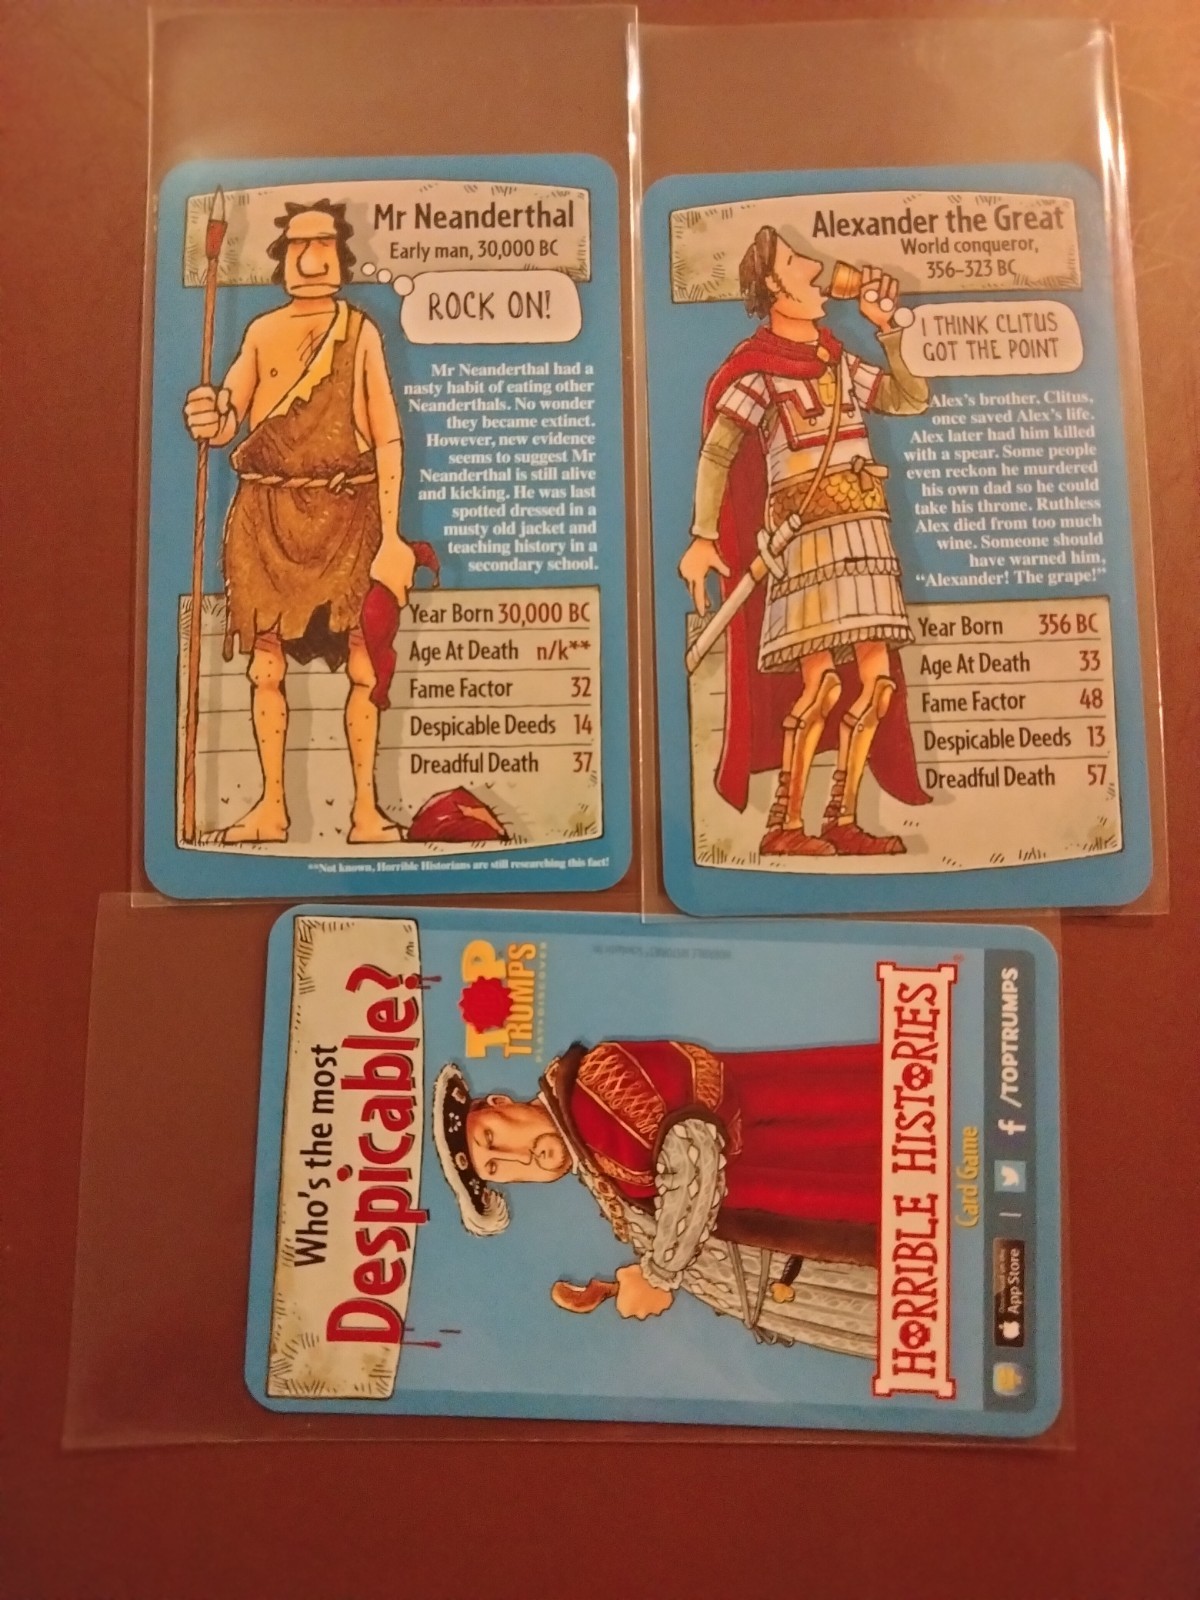 Mr Neanderthal
Early man, 30,000 BC
ROCK ON!
Mr Neanderthal had a
nasty habit of eating other
Neanderthals. No wonder
they became extinct.
However, new evidence
seems to suggest Mr
Neanderthal is still alive
and kicking. He was last
spotted dressed in a
musty old jacket and
teaching history in a
secondary school.
Year Born 30,000 BC
Age At Death n/k**
Fame Factor 32
Despicable Deeds 14
Dreadful Death 37
**Not known, Horrible Historians are still researching this fact!
Alexander the Great
World conqueror,
356–323 BC
I THINK CLITUS
GOT THE POINT
Alex's brother, Clitus,
once saved Alex's life.
Alex later had him killed
with a spear. Some people
even reckon he murdered
his own dad so he could
take his throne. Ruthless
Alex died from too much
wine. Someone should
have warned him,
“Alexander! The grape!”
Year Born 356 BC
Age At Death 33
Fame Factor 48
Despicable Deeds 13
Dreadful Death 57
Who's the most
Despicable?
TOP
TRUMPS
PLAY•DISCOVER
HORRIBLE HISTORIES®
Card Game
App Store | f /TOPTRUMPS